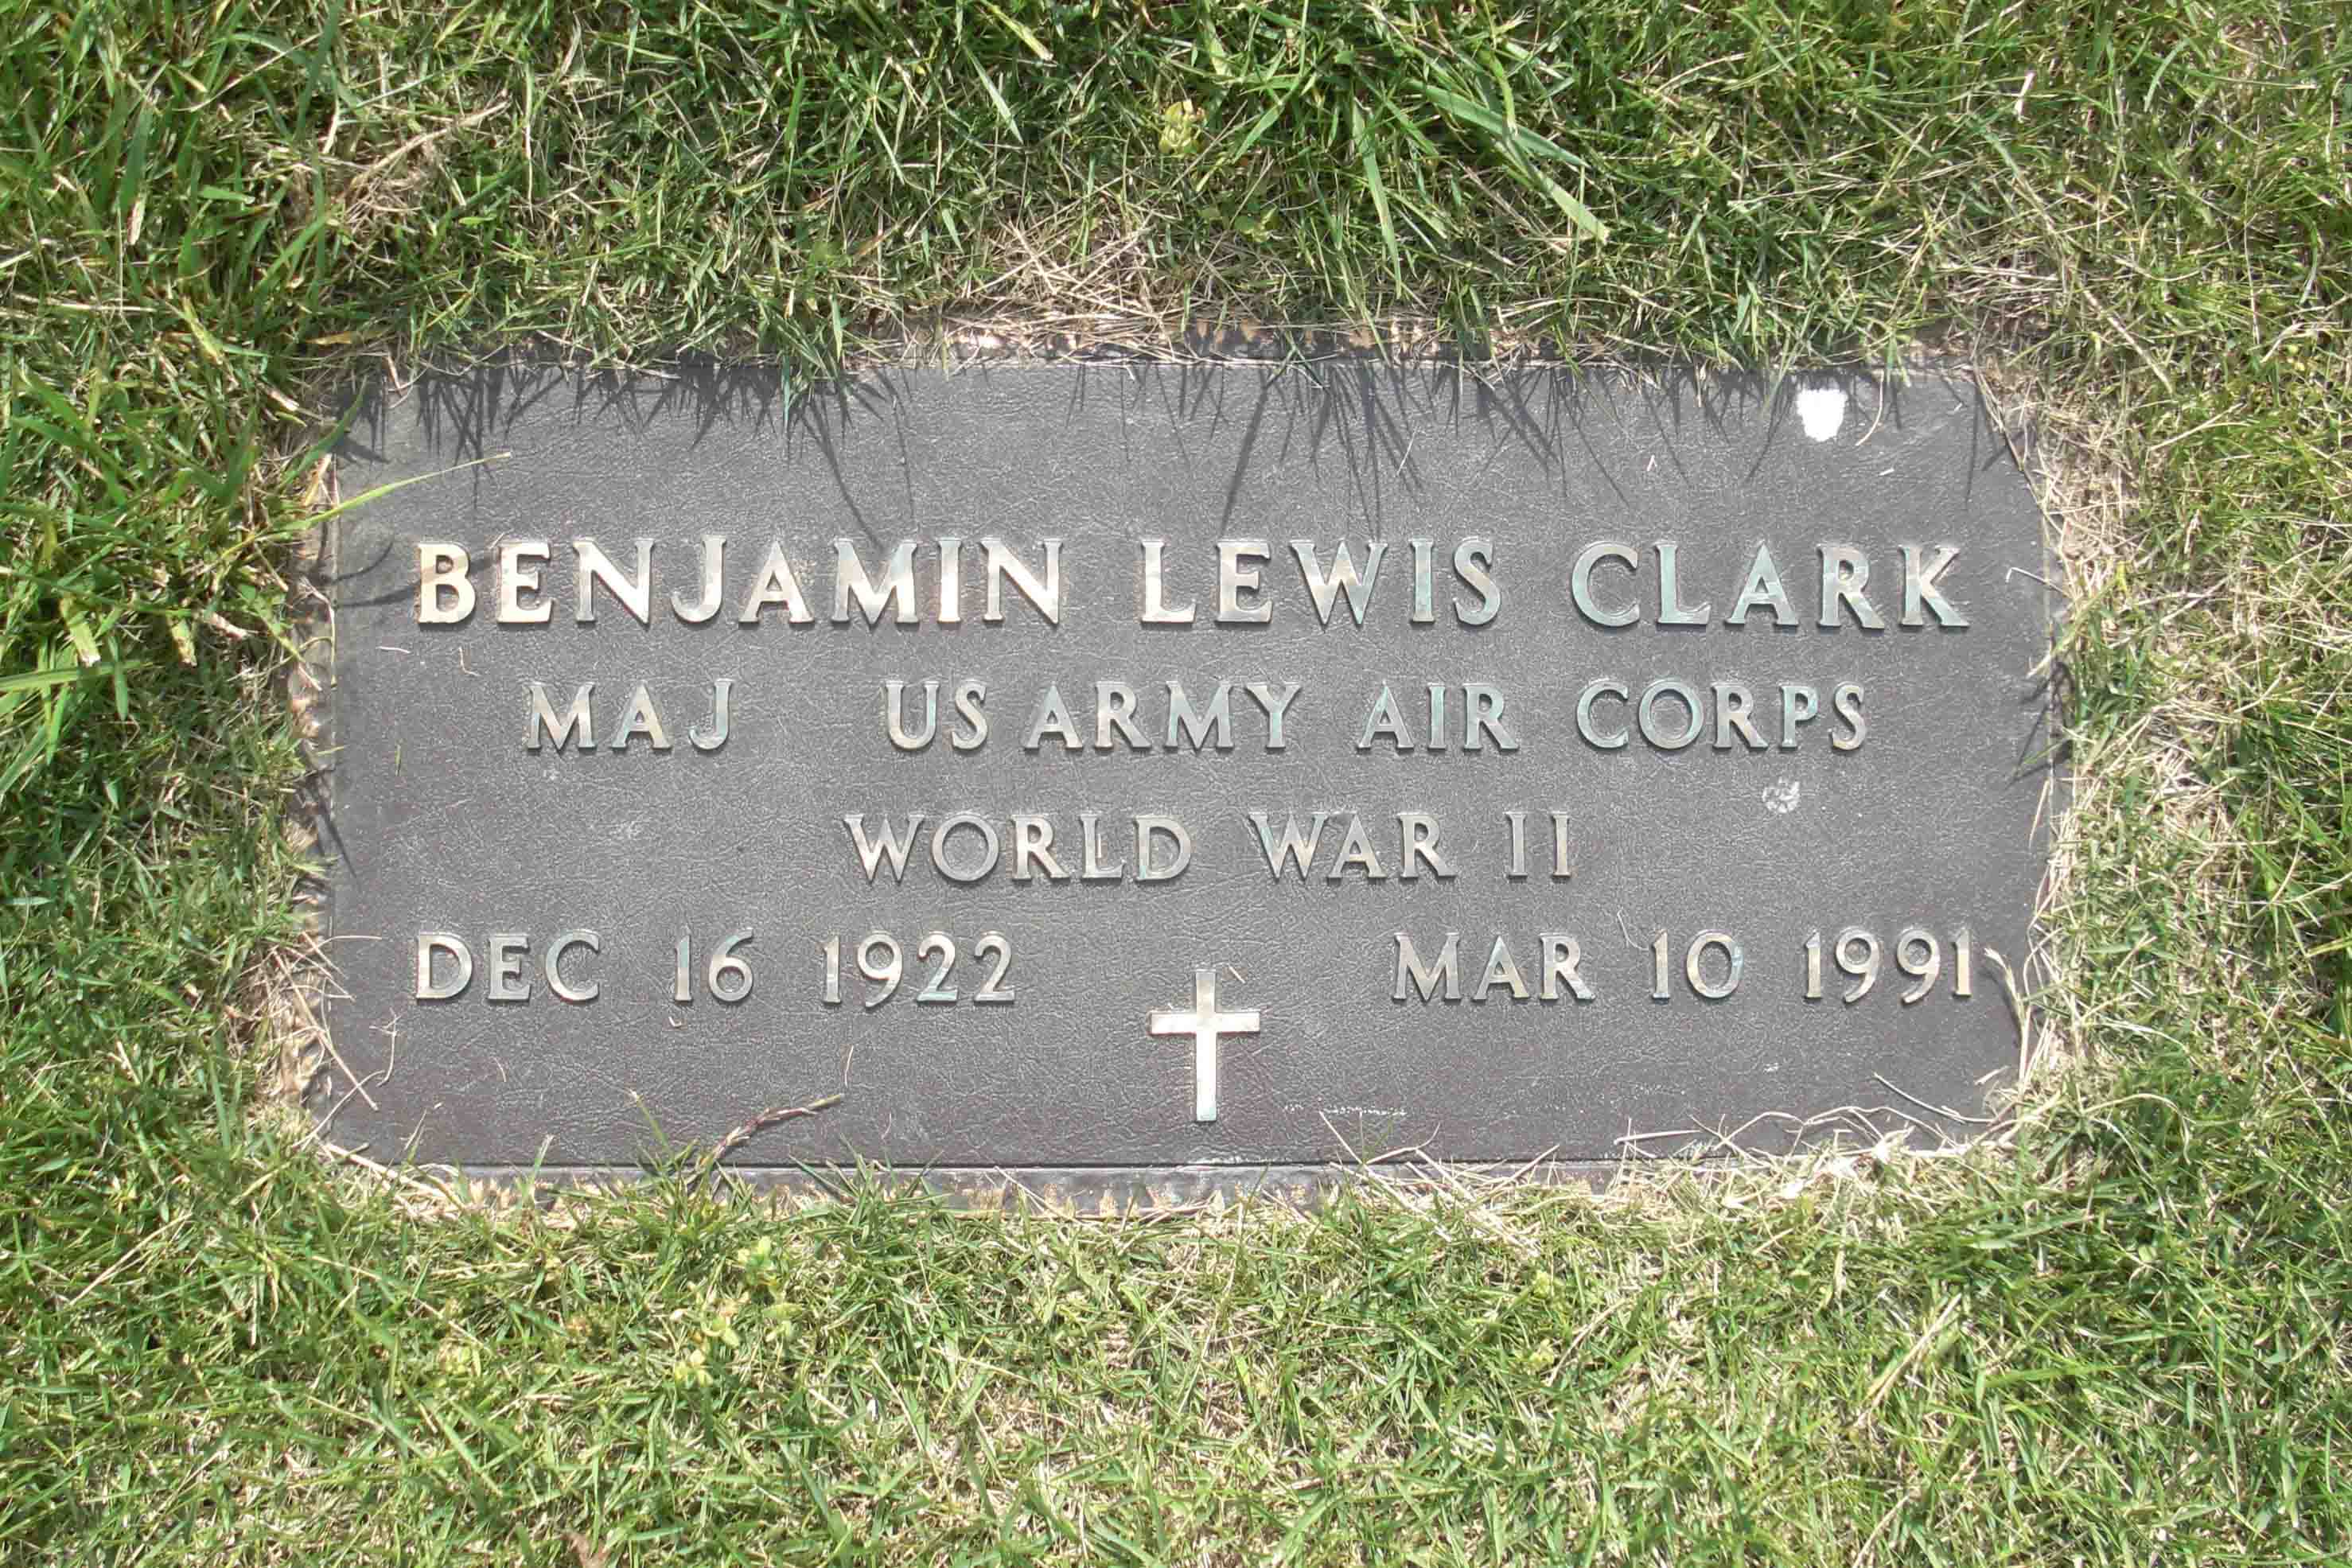 BENJAMIN LEWIS CLARK
MAJ US ARMY AIR CORPS
WORLD WAR II
DEC 16 1922 MAR 10 1991